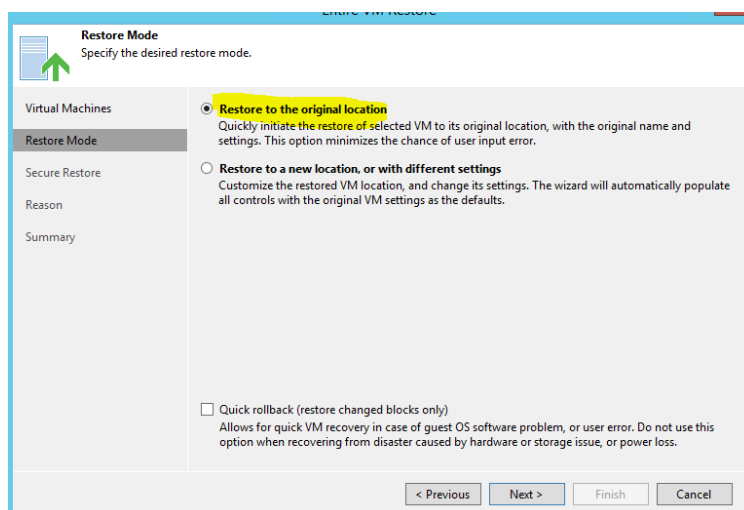 Entire VM Restore
Restore Mode
Specify the desired restore mode.
Virtual Machines
Restore Mode
Secure Restore
Reason
Summary
Restore to the original location
Quickly initiate the restore of selected VM to its original location, with the original name and
settings. This option minimizes the chance of user input error.
Restore to a new location, or with different settings
Customize the restored VM location, and change its settings. The wizard will automatically populate
all controls with the original VM settings as the defaults.
Quick rollback (restore changed blocks only)
Allows for quick VM recovery in case of guest OS software problem, or user error. Do not use this
option when recovering from disaster caused by hardware or storage issue, or power loss.
< Previous
Next >
Finish
Cancel